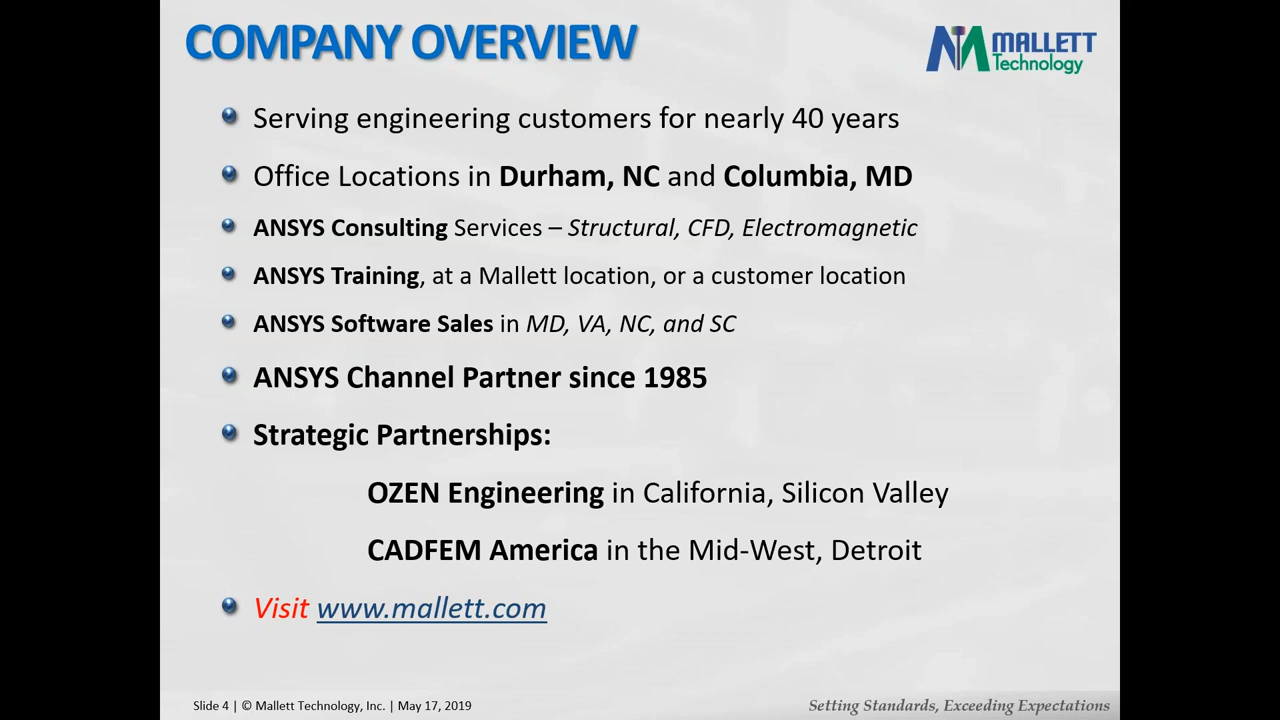 COMPANY OVERVIEW
MALLETT
Technology
Serving engineering customers for nearly 40 years
Office Locations in Durham, NC and Columbia, MD
ANSYS Consulting Services – Structural, CFD, Electromagnetic
ANSYS Training, at a Mallett location, or a customer location
ANSYS Software Sales in MD, VA, NC, and SC
ANSYS Channel Partner since 1985
Strategic Partnerships:
OZEN Engineering in California, Silicon Valley
CADFEM America in the Mid-West, Detroit
Visit www.mallett.com
Slide 4 | © Mallett Technology, Inc. | May 17, 2019
Setting Standards, Exceeding Expectations